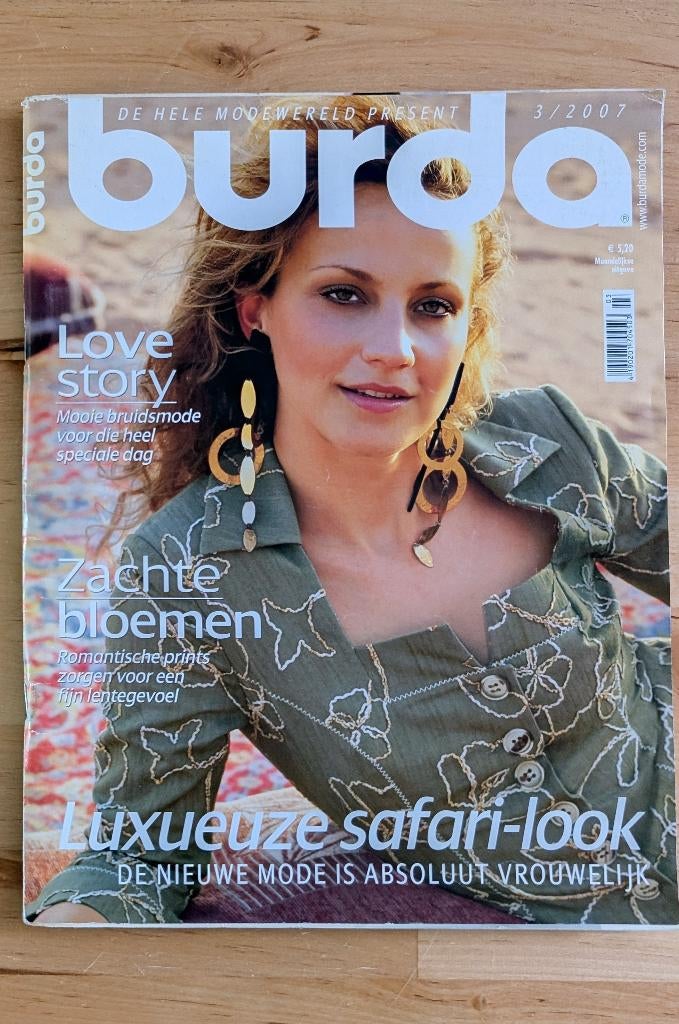 DE HELE MODEWERELD PRESENT
3/2007
burda
burda
®
www.burdamode.com
€ 5,20
Maandelijkse
uitgave
03
Love
story
Mooie bruidsmode
voor die heel
speciale dag
Zachte
bloemen
Romantische prints
zorgen voor een
fijn lentegevoel
Luxueuze safari-look
DE NIEUWE MODE IS ABSOLUUT VROUWELIJK